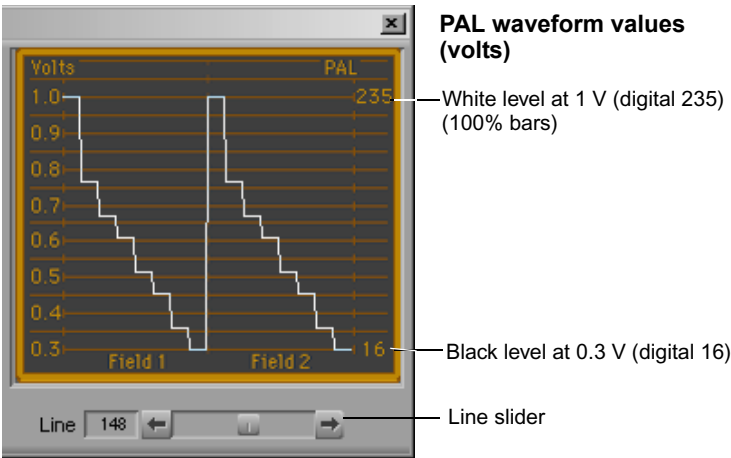 PAL waveform values
(volts)
Volts PAL
1.0 235
White level at 1 V (digital 235)
(100% bars)
0.9
0.8
0.7
0.6
0.5
0.4
0.3 16
Black level at 0.3 V (digital 16)
Field 1 Field 2
Line 148
Line slider